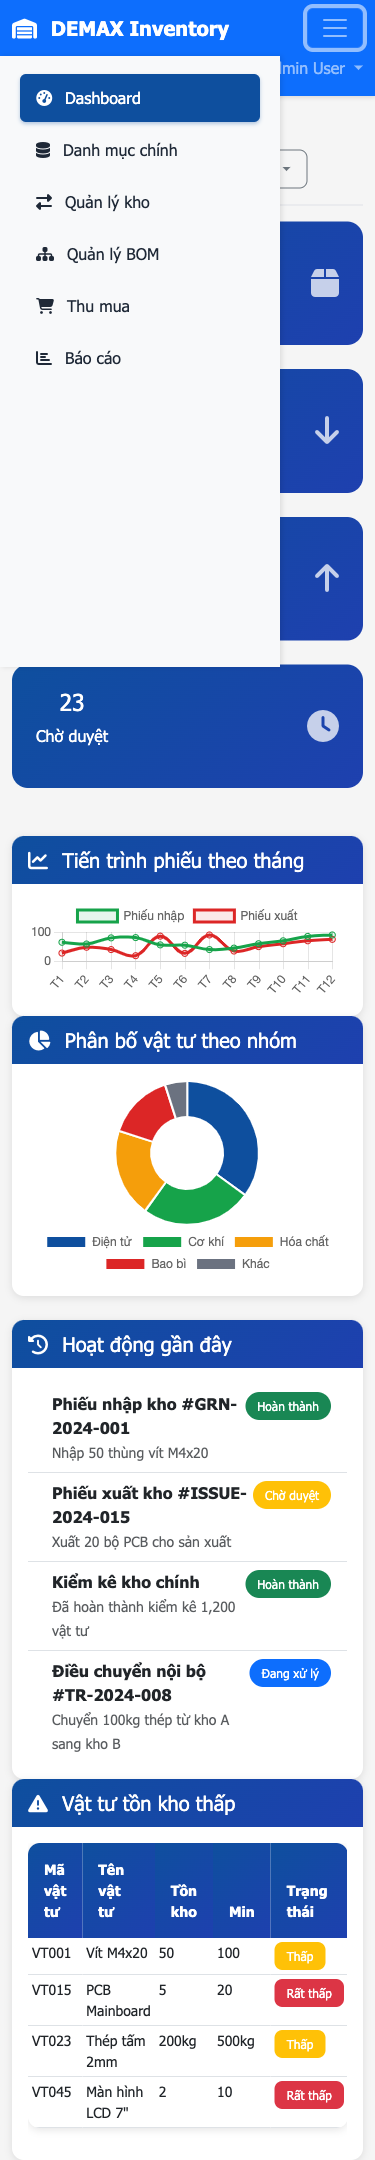 DEMAX Inventory
dmin User
Dashboard
Danh mục chính
Quản lý kho
Quản lý BOM
Thu mua
Báo cáo
23
Chờ duyệt
Tiến trình phiếu theo tháng
Phiếu nhập Phiếu xuất
100
0
T1 T2 T3 T4 T5 T6 T7 T8 T9 T10 T11 T12
Phân bố vật tư theo nhóm
Điện tử Cơ khí Hóa chất
Bao bì Khác
Hoạt động gần đây
Phiếu nhập kho #GRN-
2024-001
Hoàn thành
Nhập 50 thùng vít M4x20
Phiếu xuất kho #ISSUE-
2024-015
Chờ duyệt
Xuất 20 bộ PCB cho sản xuất
Kiểm kê kho chính
Hoàn thành
Đã hoàn thành kiểm kê 1,200
vật tư
Điều chuyển nội bộ
#TR-2024-008
Đang xử lý
Chuyển 100kg thép từ kho A
sang kho B
Vật tư tồn kho thấp
Mã vật tư Tên vật tư Tồn kho Min Trạng thái
VT001 Vít M4x20 50 100 Thấp
VT015 PCB Mainboard 5 20 Rất thấp
VT023 Thép tấm 2mm 200kg 500kg Thấp
VT045 Màn hình LCD 7" 2 10 Rất thấp